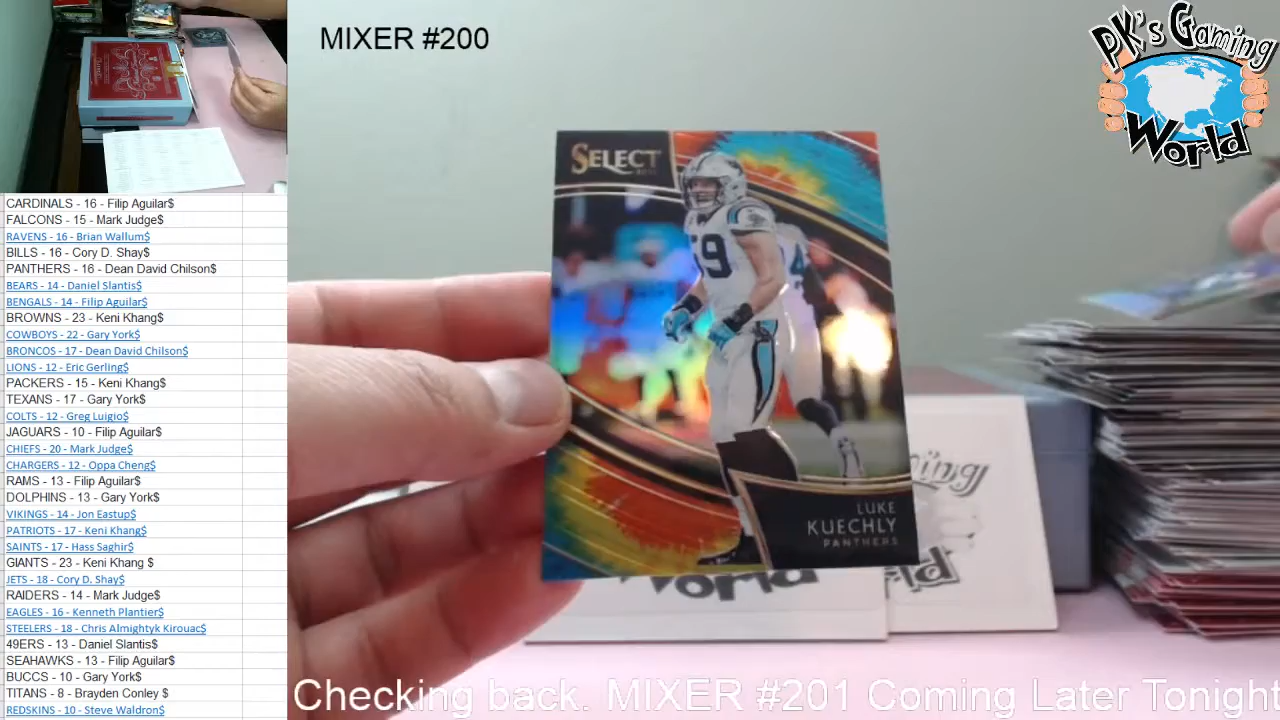 MIXER #200
PK's Gaming
World
CARDINALS - 16 - Filip Aguilar$
FALCONS - 15 - Mark Judge$
RAVENS - 16 - Brian Wallum$
BILLS - 16 - Cory D. Shay$
PANTHERS - 16 - Dean David Chilson$
BEARS - 14 - Daniel Slantis$
BENGALS - 14 - Filip Aguilar$
BROWNS - 23 - Keni Khang$
COWBOYS - 22 - Gary York$
BRONCOS - 17 - Dean David Chilson$
LIONS - 12 - Eric Gerling$
PACKERS - 15 - Keni Khang$
TEXANS - 17 - Gary York$
COLTS - 12 - Greg Luigio$
JAGUARS - 10 - Filip Aguilar$
CHIEFS - 20 - Mark Judge$
CHARGERS - 12 - Oppa Cheng$
RAMS - 13 - Filip Aguilar$
DOLPHINS - 13 - Gary York$
VIKINGS - 14 - Jon Eastup$
PATRIOTS - 17 - Keni Khang$
SAINTS - 17 - Hass Saghir$
GIANTS - 23 - Keni Khang $
JETS - 18 - Cory D. Shay$
RAIDERS - 14 - Mark Judge$
EAGLES - 16 - Kenneth Plantier$
STEELERS - 18 - Chris Almightyk Kirouac$
49ERS - 13 - Daniel Slantis$
SEAHAWKS - 13 - Filip Aguilar$
BUCCS - 10 - Gary York$
TITANS - 8 - Brayden Conley $
REDSKINS - 10 - Steve Waldron$
SELECT
59
LUKE
KUECHLY
PANTHERS
World
Checking back. MIXER #201 Coming Later Tonight